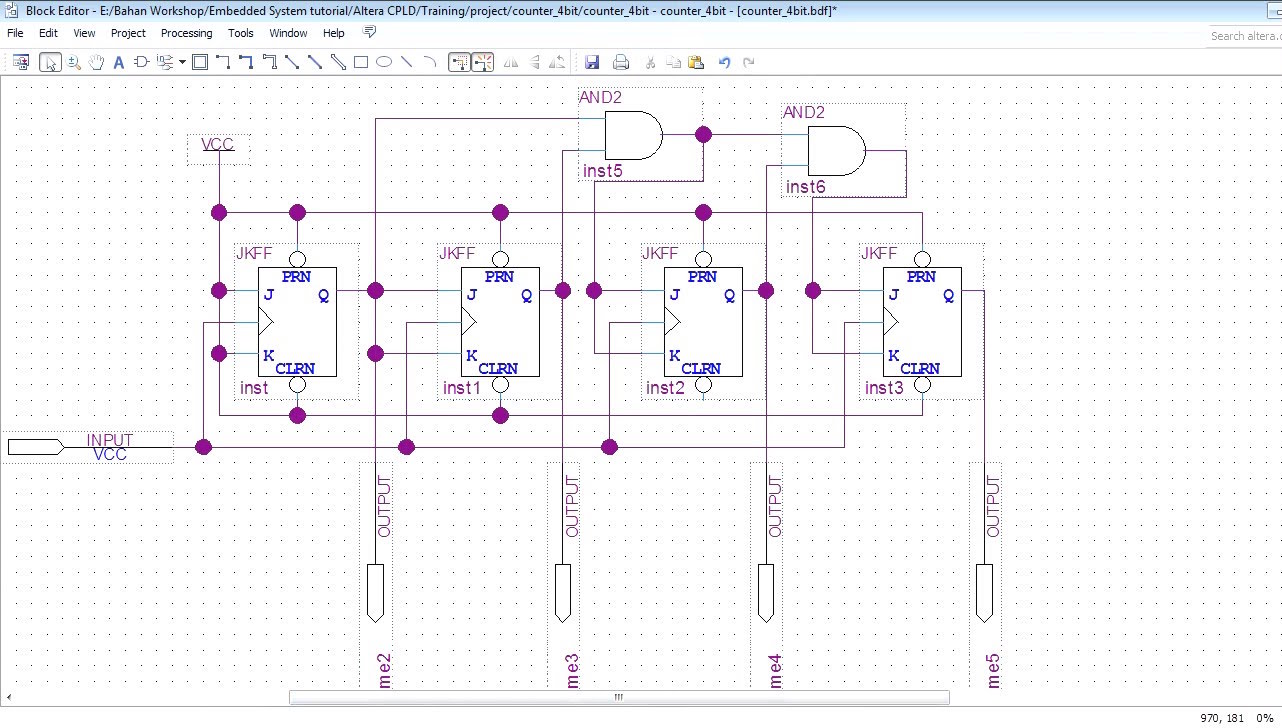 Block Editor - E:/Bahan Workshop/Embedded System tutorial/Altera CPLD/Training/project/counter_4bit/counter_4bit - counter_4bit - [counter_4bit.bdf]*
File Edit View Project Processing Tools Window Help
Search altera.c
AND2
AND2
VCC
inst5
inst6
JKFF JKFF JKFF JKFF
PRN PRN PRN PRN
J Q J Q J Q J Q
K K K K
CLRN CLRN CLRN CLRN
inst inst1 inst2 inst3
INPUT
VCC
OUTPUT OUTPUT OUTPUT OUTPUT
me2 me3 me4 me5
970, 181 0%